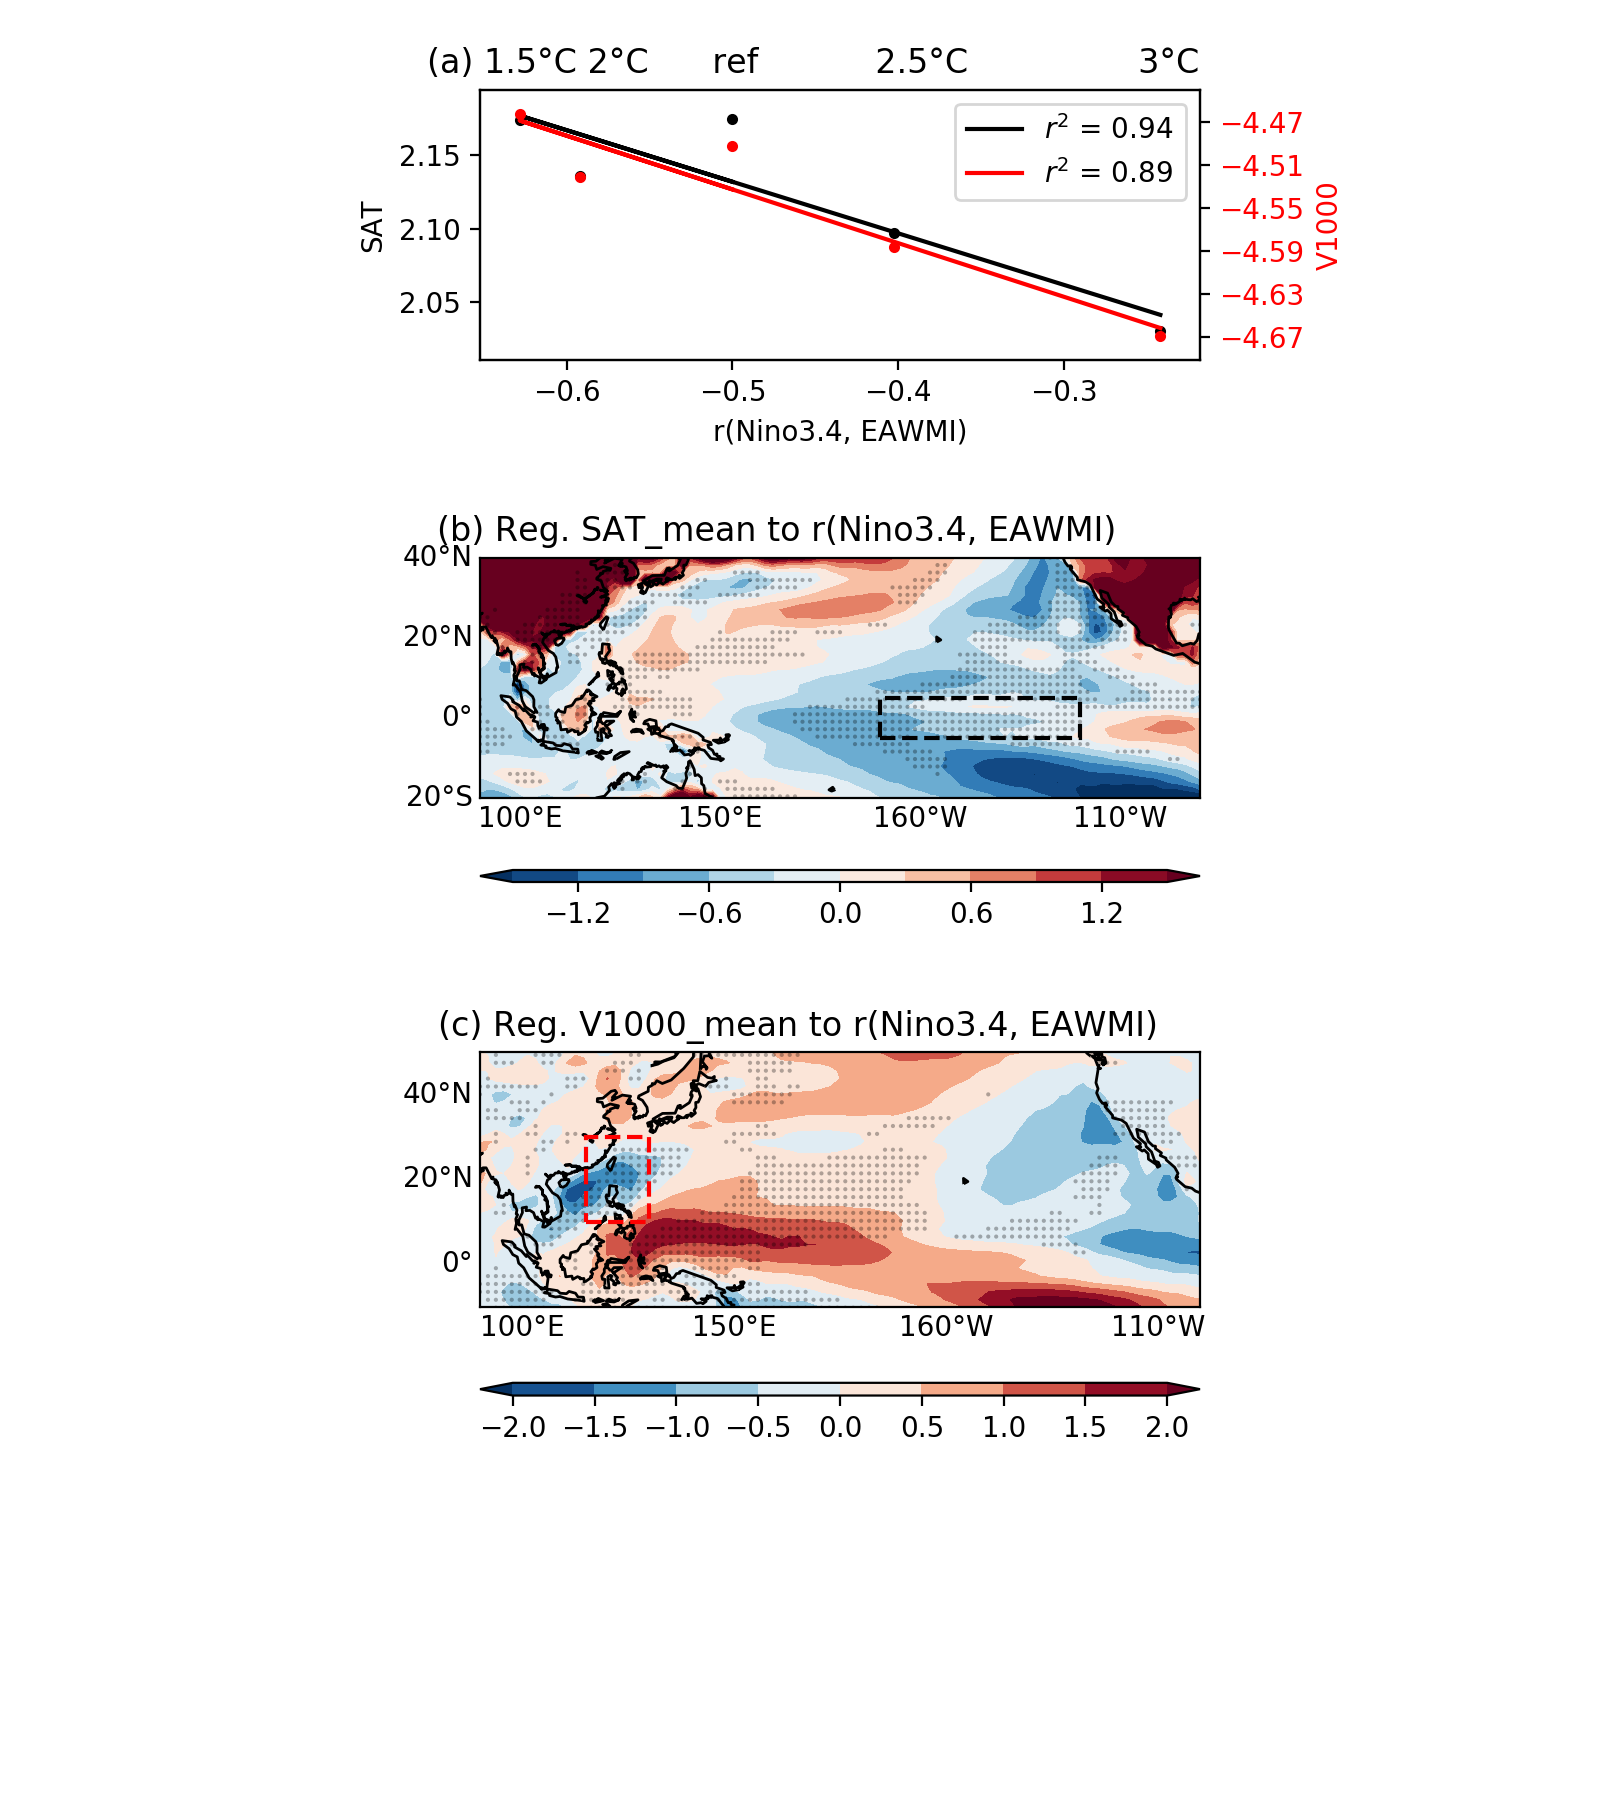 (a) 1.5°C 2°C ref 2.5°C 3°C
r² = 0.94
r² = 0.89
2.15
2.10
2.05
SAT
−4.47
−4.51
−4.55
−4.59
−4.63
−4.67
V1000
−0.6 −0.5 −0.4 −0.3
r(Nino3.4, EAWMI)
(b) Reg. SAT_mean to r(Nino3.4, EAWMI)
40°N
20°N
0°
20°S
100°E 150°E 160°W 110°W
−1.2 −0.6 0.0 0.6 1.2
(c) Reg. V1000_mean to r(Nino3.4, EAWMI)
40°N
20°N
0°
100°E 150°E 160°W 110°W
−2.0 −1.5 −1.0 −0.5 0.0 0.5 1.0 1.5 2.0